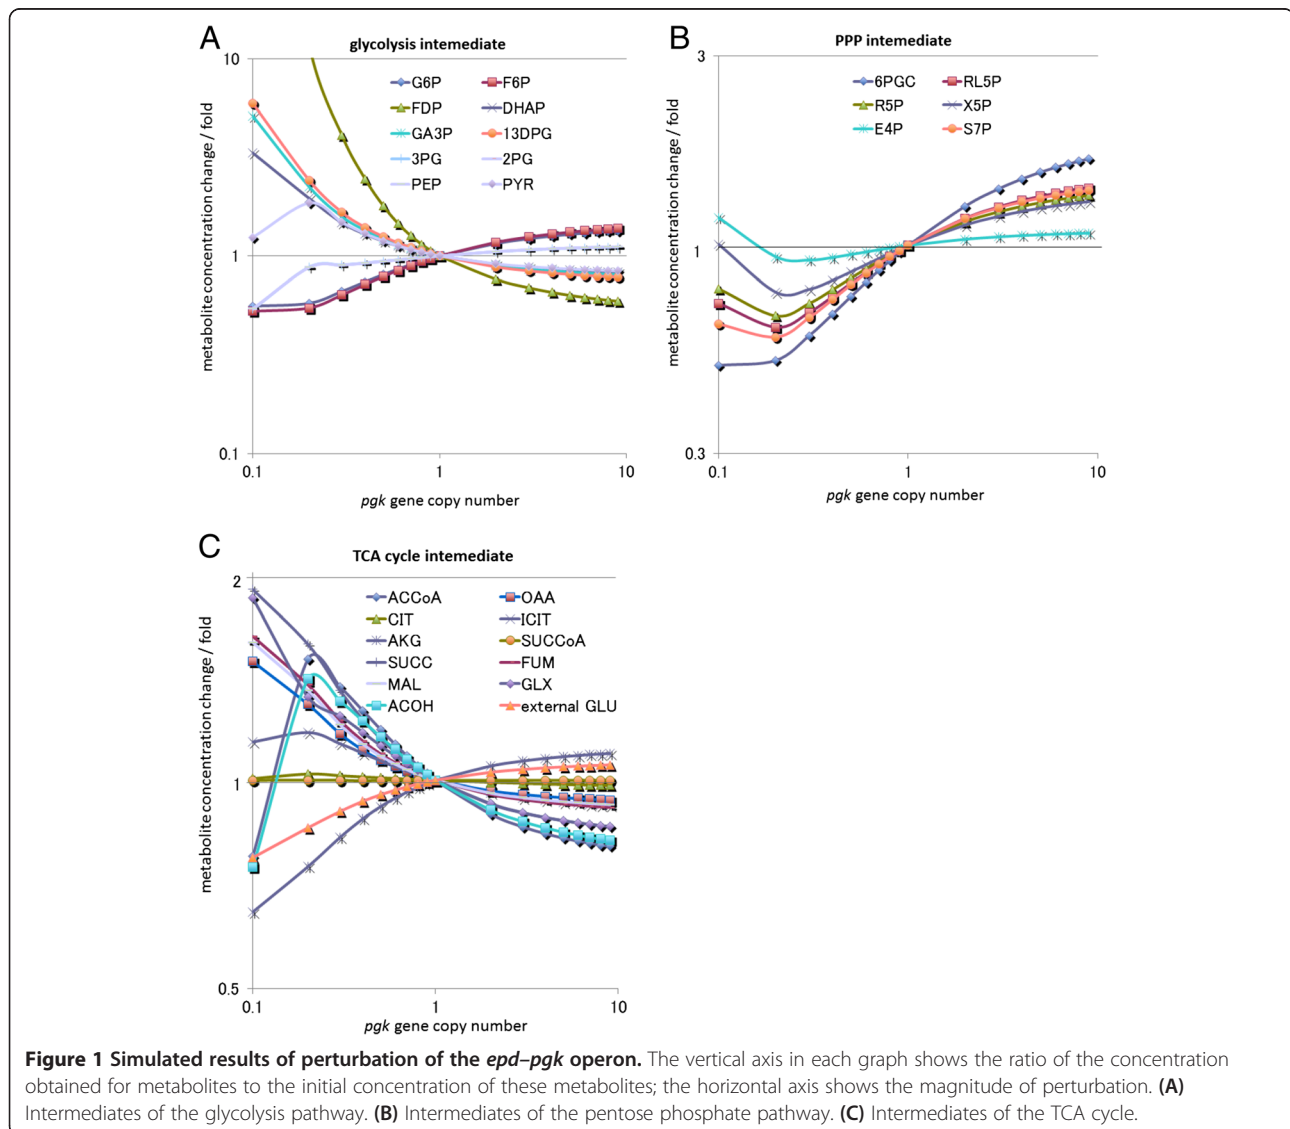 A
glycolysis intemediate
10
1
0.1
metabolite concentration change / fold
G6P F6P
FDP DHAP
GA3P 13DPG
3PG 2PG
PEP PYR
0.1 1 10
pgk gene copy number
B
PPP intemediate
3
1
0.3
metabolite concentration change / fold
6PGC RL5P
R5P X5P
E4P S7P
0.1 1 10
pgk gene copy number
C
TCA cycle intemediate
2
1
0.5
metabolite concentration change / fold
ACCoA OAA
CIT ICIT
AKG SUCCoA
SUCC FUM
MAL GLX
ACOH external GLU
0.1 1 10
pgk gene copy number
Figure 1 Simulated results of perturbation of the epd–pgk operon. The vertical axis in each graph shows the ratio of the concentration
obtained for metabolites to the initial concentration of these metabolites; the horizontal axis shows the magnitude of perturbation. (A)
Intermediates of the glycolysis pathway. (B) Intermediates of the pentose phosphate pathway. (C) Intermediates of the TCA cycle.